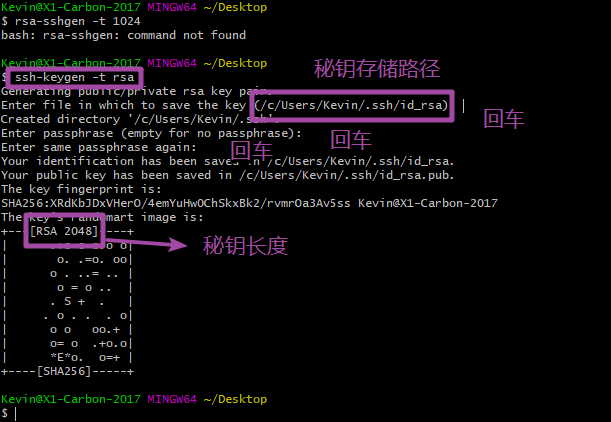 Kevin@X1-Carbon-2017 MINGW64 ~/Desktop
$ rsa-sshgen -t 1024
bash: rsa-sshgen: command not found
Kevin@X1-Carbon-2017 MINGW64 ~/Desktop
秘钥存储路径
$ ssh-keygen -t rsa
Generating public/private rsa key pair.
Enter file in which to save the key (/c/Users/Kevin/.ssh/id_rsa)
回车
Created directory '/c/Users/Kevin/.ssh'.
Enter passphrase (empty for no passphrase):
回车
Enter same passphrase again:
回车
Your identification has been saved in /c/Users/Kevin/.ssh/id_rsa.
Your public key has been saved in /c/Users/Kevin/.ssh/id_rsa.pub.
The key fingerprint is:
SHA256:XRdKbJDxVHerO/4emYuHwOChSkxBk2/rvmrOa3Av5ss Kevin@X1-Carbon-2017
The key's randomart image is:
+---[RSA 2048]----+
秘钥长度
| o. .=o. oo|
| o . ..= .. |
| o = o .. |
| . S + . |
| . o . . . o|
| o o oo.+ |
| o= o .+o.o|
| *E*o. o=+ |
+----[SHA256]-----+
Kevin@X1-Carbon-2017 MINGW64 ~/Desktop
$